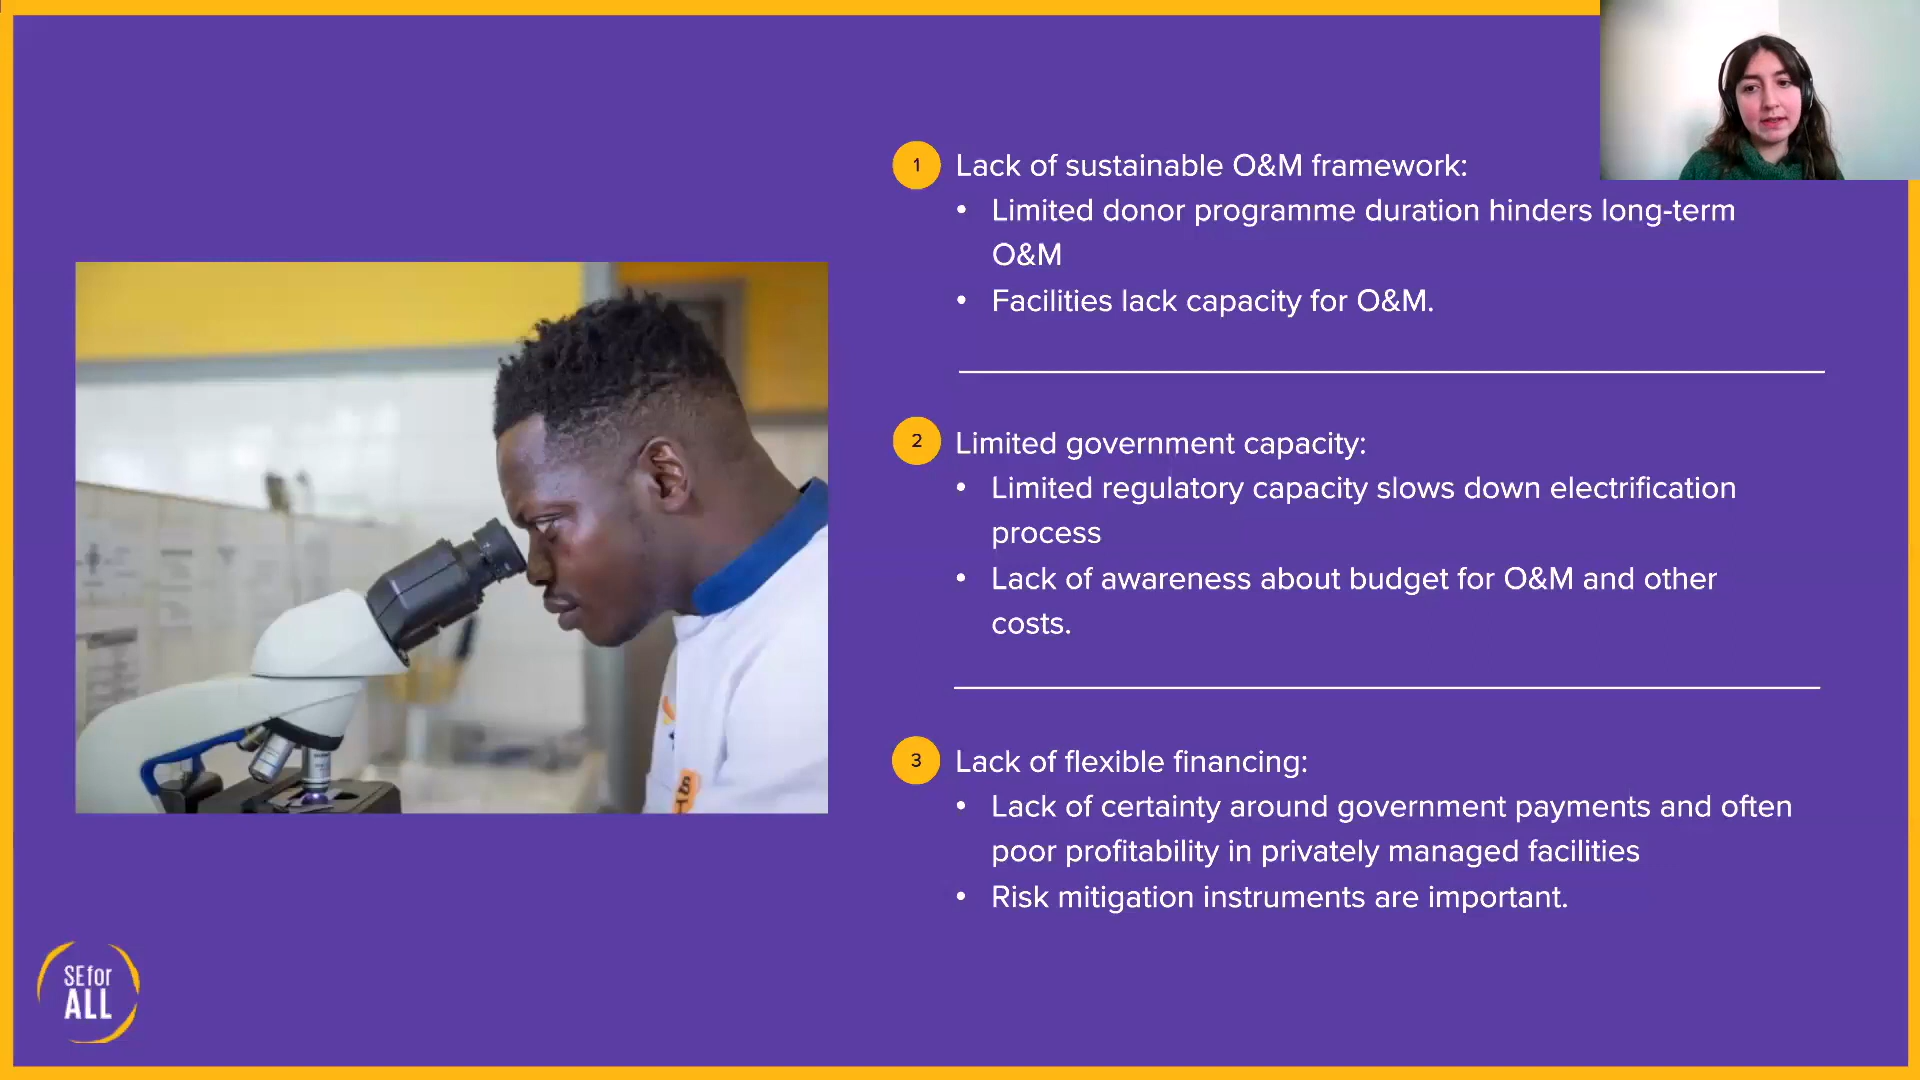 1 Lack of sustainable O&M framework:
• Limited donor programme duration hinders long-term
O&M
• Facilities lack capacity for O&M.
2 Limited government capacity:
• Limited regulatory capacity slows down electrification
process
• Lack of awareness about budget for O&M and other
costs.
3 Lack of flexible financing:
• Lack of certainty around government payments and often
poor profitability in privately managed facilities
• Risk mitigation instruments are important.
SEfor
ALL